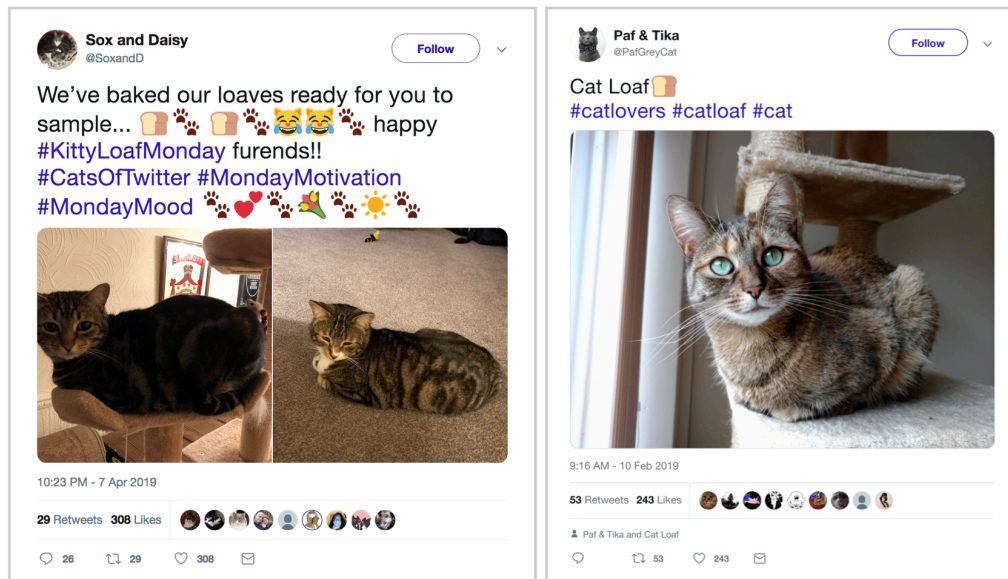 Sox and Daisy
@SoxandD
Follow
We’ve baked our loaves ready for you to
sample... 🍞🐾 🍞🐾😹😹🐾 happy
#KittyLoafMonday furends!!
#CatsOfTwitter #MondayMotivation
#MondayMood 🐾💕🐾💐🐾☀️🐾
10:23 PM - 7 Apr 2019
29 Retweets 308 Likes
26 29 308
Paf & Tika
@PafGreyCat
Follow
Cat Loaf🍞
#catlovers #catloaf #cat
9:16 AM - 10 Feb 2019
53 Retweets 243 Likes
Paf & Tika and Cat Loaf
53 243